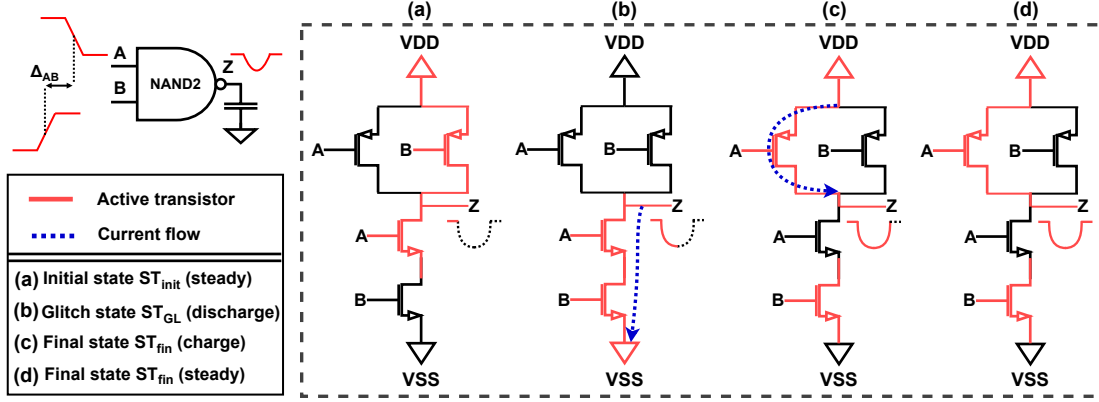 (a) (b) (c) (d)
VDD VDD VDD VDD
A
B
NAND2
Z
Δ_AB
A B A B A B A B
Z Z Z Z
A A A A
B B B B
VSS VSS VSS VSS
Active transistor
Current flow
(a) Initial state ST_init (steady)
(b) Glitch state ST_GL (discharge)
(c) Final state ST_fin (charge)
(d) Final state ST_fin (steady)